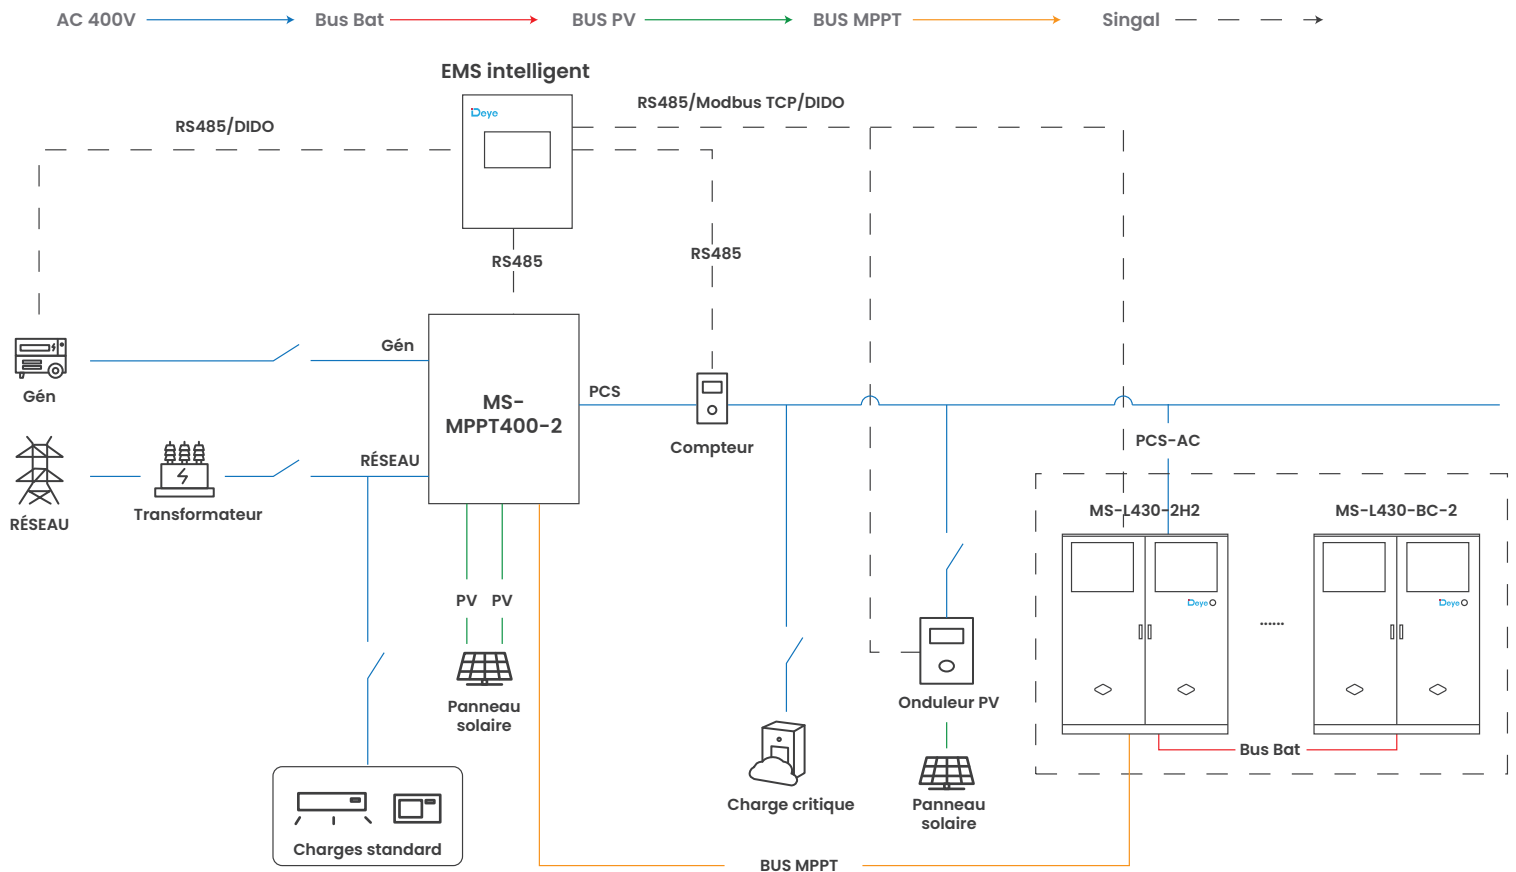 AC 400V
Bus Bat
BUS PV
BUS MPPT
Singal
EMS intelligent
Deye
RS485/DIDO
RS485/Modbus TCP/DIDO
RS485
RS485
Gén
Gén
MS-
MPPT400-2
PCS
Compteur
RÉSEAU
RÉSEAU
Transformateur
PCS-AC
MS-L430-2H2
MS-L430-BC-2
Deye
Deye
......
PV
PV
Panneau
solaire
Onduleur PV
Bus Bat
Charge critique
Panneau
solaire
Charges standard
BUS MPPT